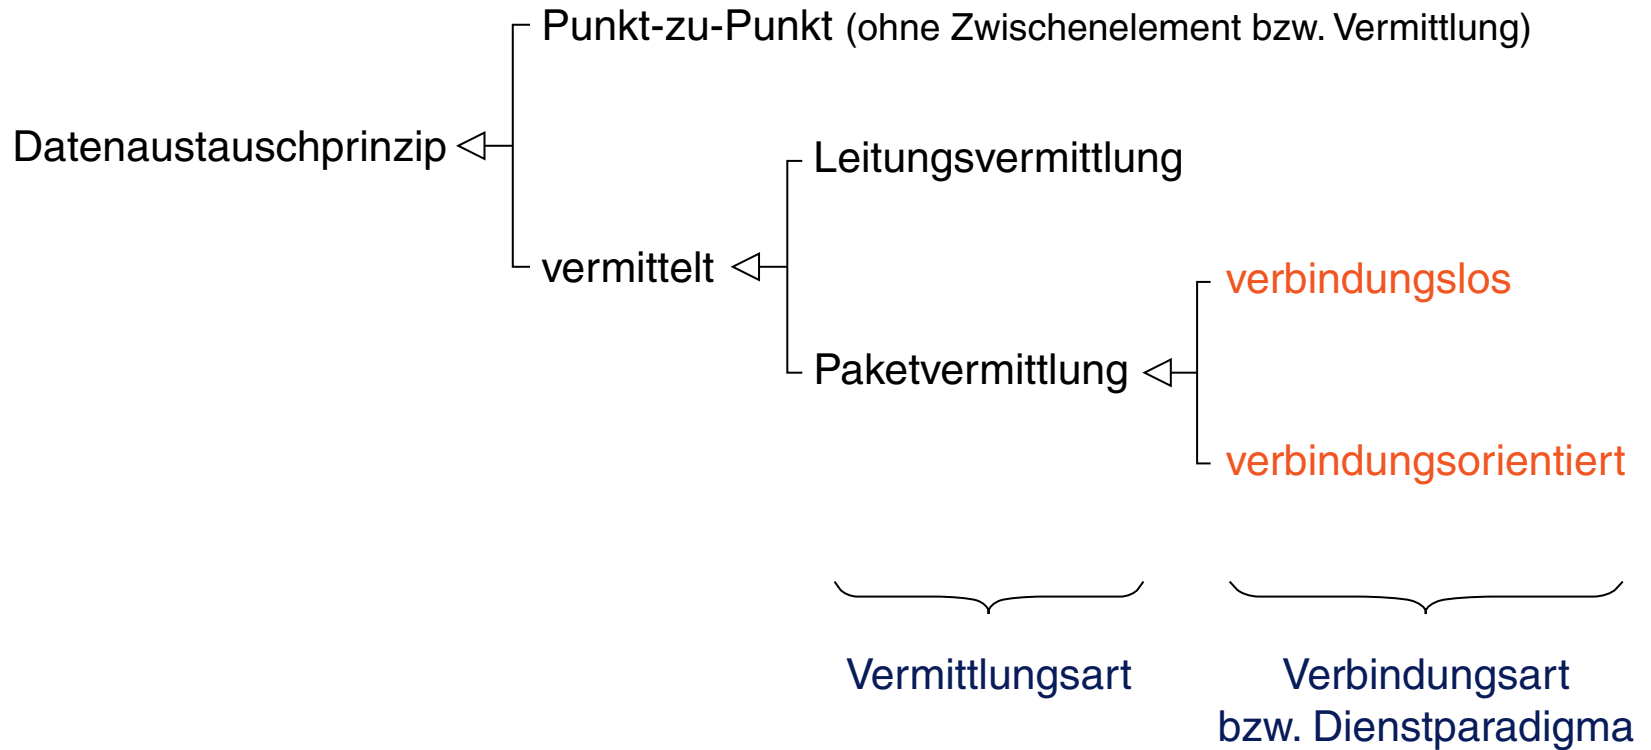 Punkt-zu-Punkt (ohne Zwischenelement bzw. Vermittlung)
Datenaustauschprinzip
Leitungsvermittlung
vermittelt
verbindungslos
Paketvermittlung
verbindungsorientiert
Vermittlungsart
Verbindungsart
bzw. Dienstparadigma